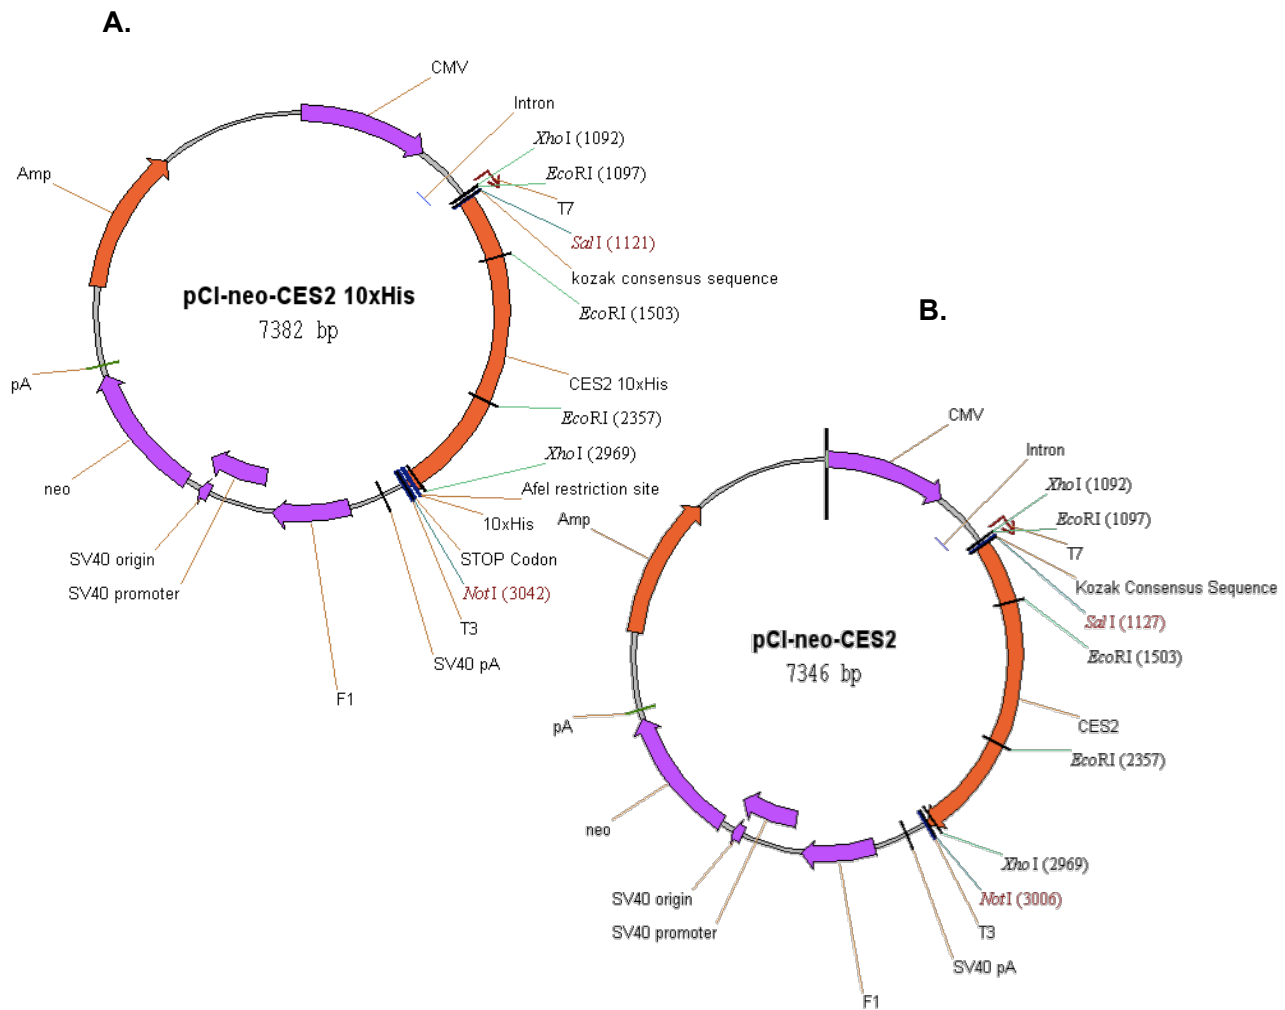 A.
CMV
Intron
XhoI (1092)
EcoRI (1097)
T7
SalI (1121)
kozak consensus sequence
EcoRI (1503)
CES2 10xHis
EcoRI (2357)
XhoI (2969)
AfeI restriction site
10xHis
STOP Codon
NotI (3042)
T3
SV40 pA
F1
SV40 promoter
SV40 origin
neo
pA
Amp
pCI-neo-CES2 10xHis
7382 bp
B.
CMV
Intron
XhoI (1092)
EcoRI (1097)
T7
Kozak Consensus Sequence
SalI (1127)
EcoRI (1503)
CES2
EcoRI (2357)
XhoI (2969)
NotI (3006)
T3
SV40 pA
F1
SV40 promoter
SV40 origin
neo
pA
Amp
pCI-neo-CES2
7346 bp